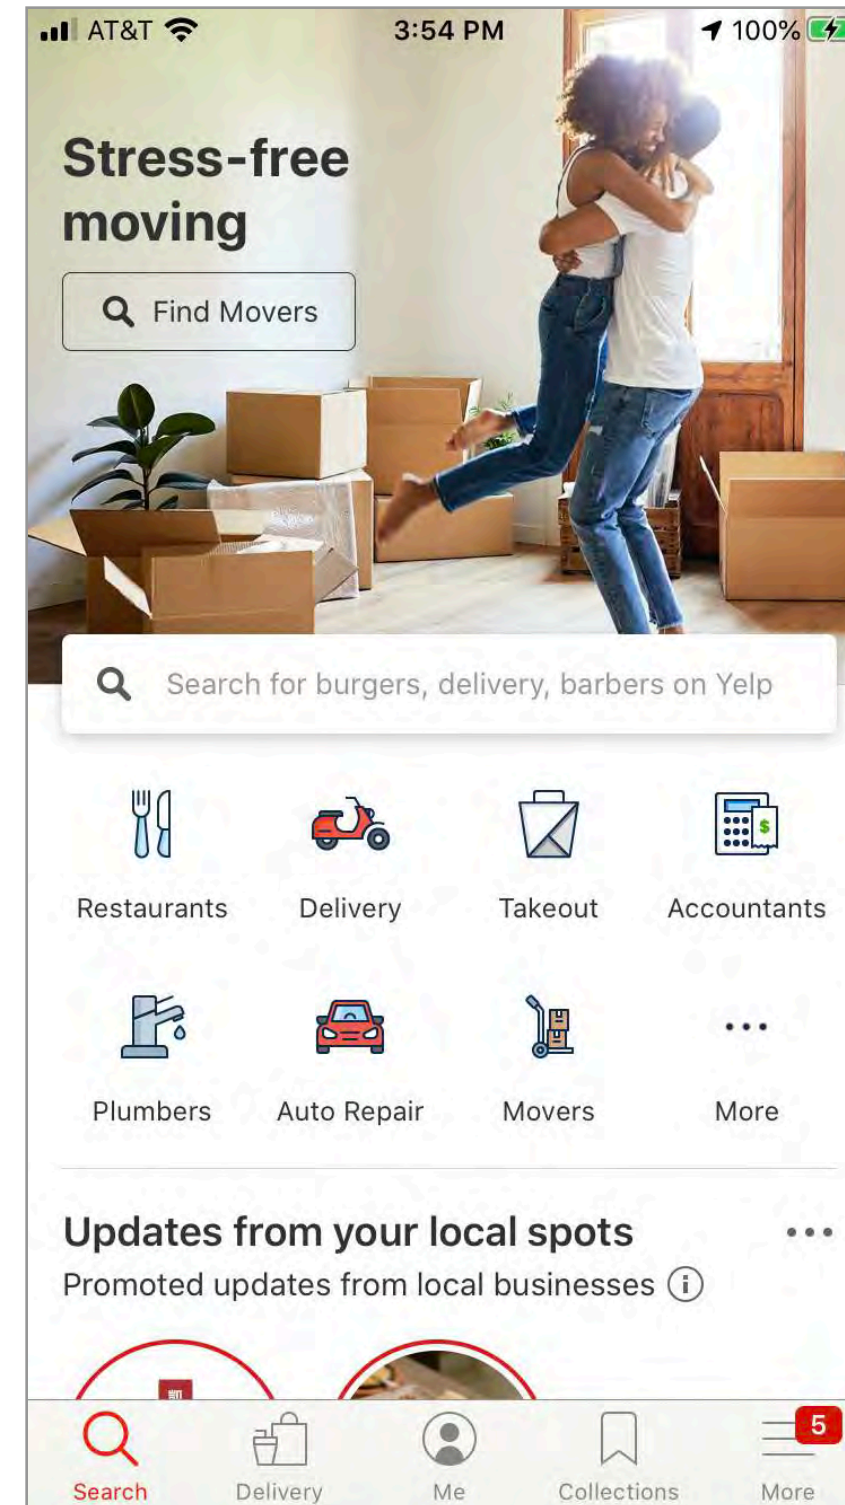 AT&T 3:54 PM 100%
Stress-free
moving
Find Movers
Search for burgers, delivery, barbers on Yelp
Restaurants Delivery Takeout Accountants
Plumbers Auto Repair Movers More
Updates from your local spots
Promoted updates from local businesses
5
Search Delivery Me Collections More